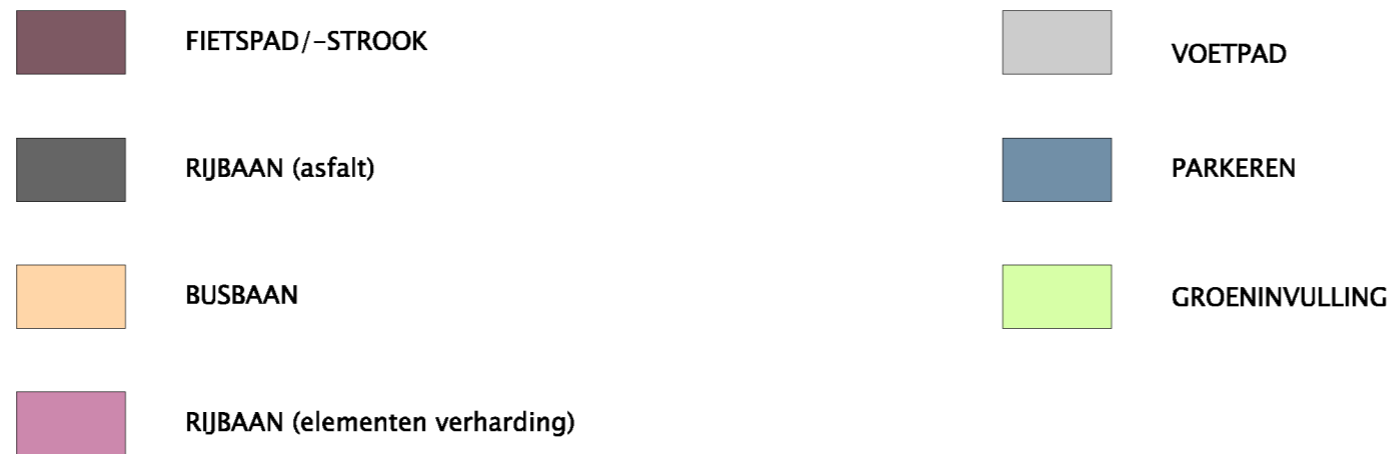 FIETSPAD/-STROOK
VOETPAD
RIJBAAN (asfalt)
PARKEREN
BUSBAAN
GROENINVULLING
RIJBAAN (elementen verharding)